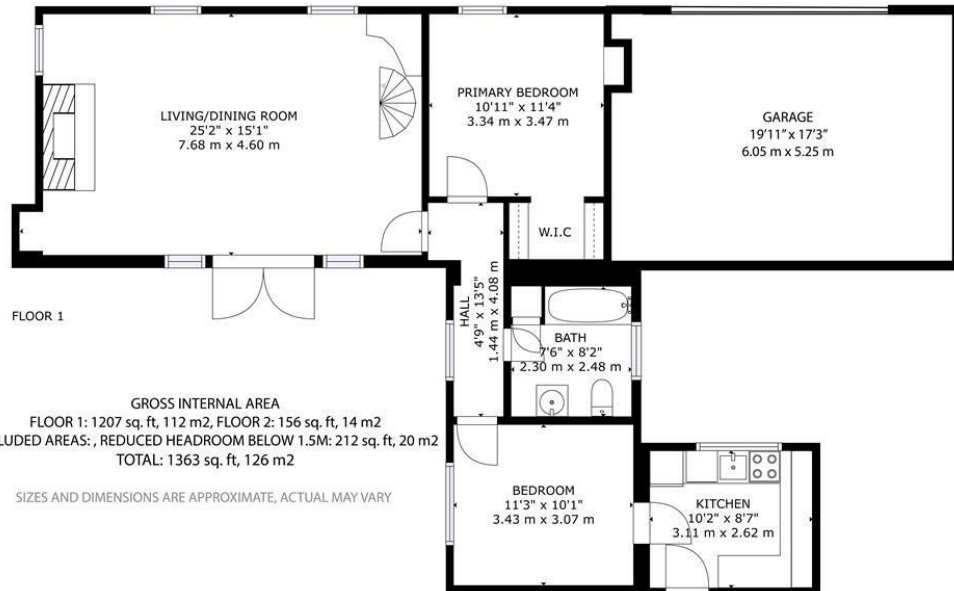 LIVING/DINING ROOM
25'2" x 15'1"
7.68 m x 4.60 m
PRIMARY BEDROOM
10'11" x 11'4"
3.34 m x 3.47 m
GARAGE
19'11" x 17'3"
6.05 m x 5.25 m
W.I.C
HALL
4'9" x 13'5"
1.44 m x 4.08 m
BATH
7'6" x 8'2"
2.30 m x 2.48 m
FLOOR 1
GROSS INTERNAL AREA
FLOOR 1: 1207 sq. ft, 112 m2, FLOOR 2: 156 sq. ft, 14 m2
LUDED AREAS: , REDUCED HEADROOM BELOW 1.5M: 212 sq. ft, 20 m2
TOTAL: 1363 sq. ft, 126 m2
SIZES AND DIMENSIONS ARE APPROXIMATE, ACTUAL MAY VARY
BEDROOM
11'3" x 10'1"
3.43 m x 3.07 m
KITCHEN
10'2" x 8'7"
3.11 m x 2.62 m